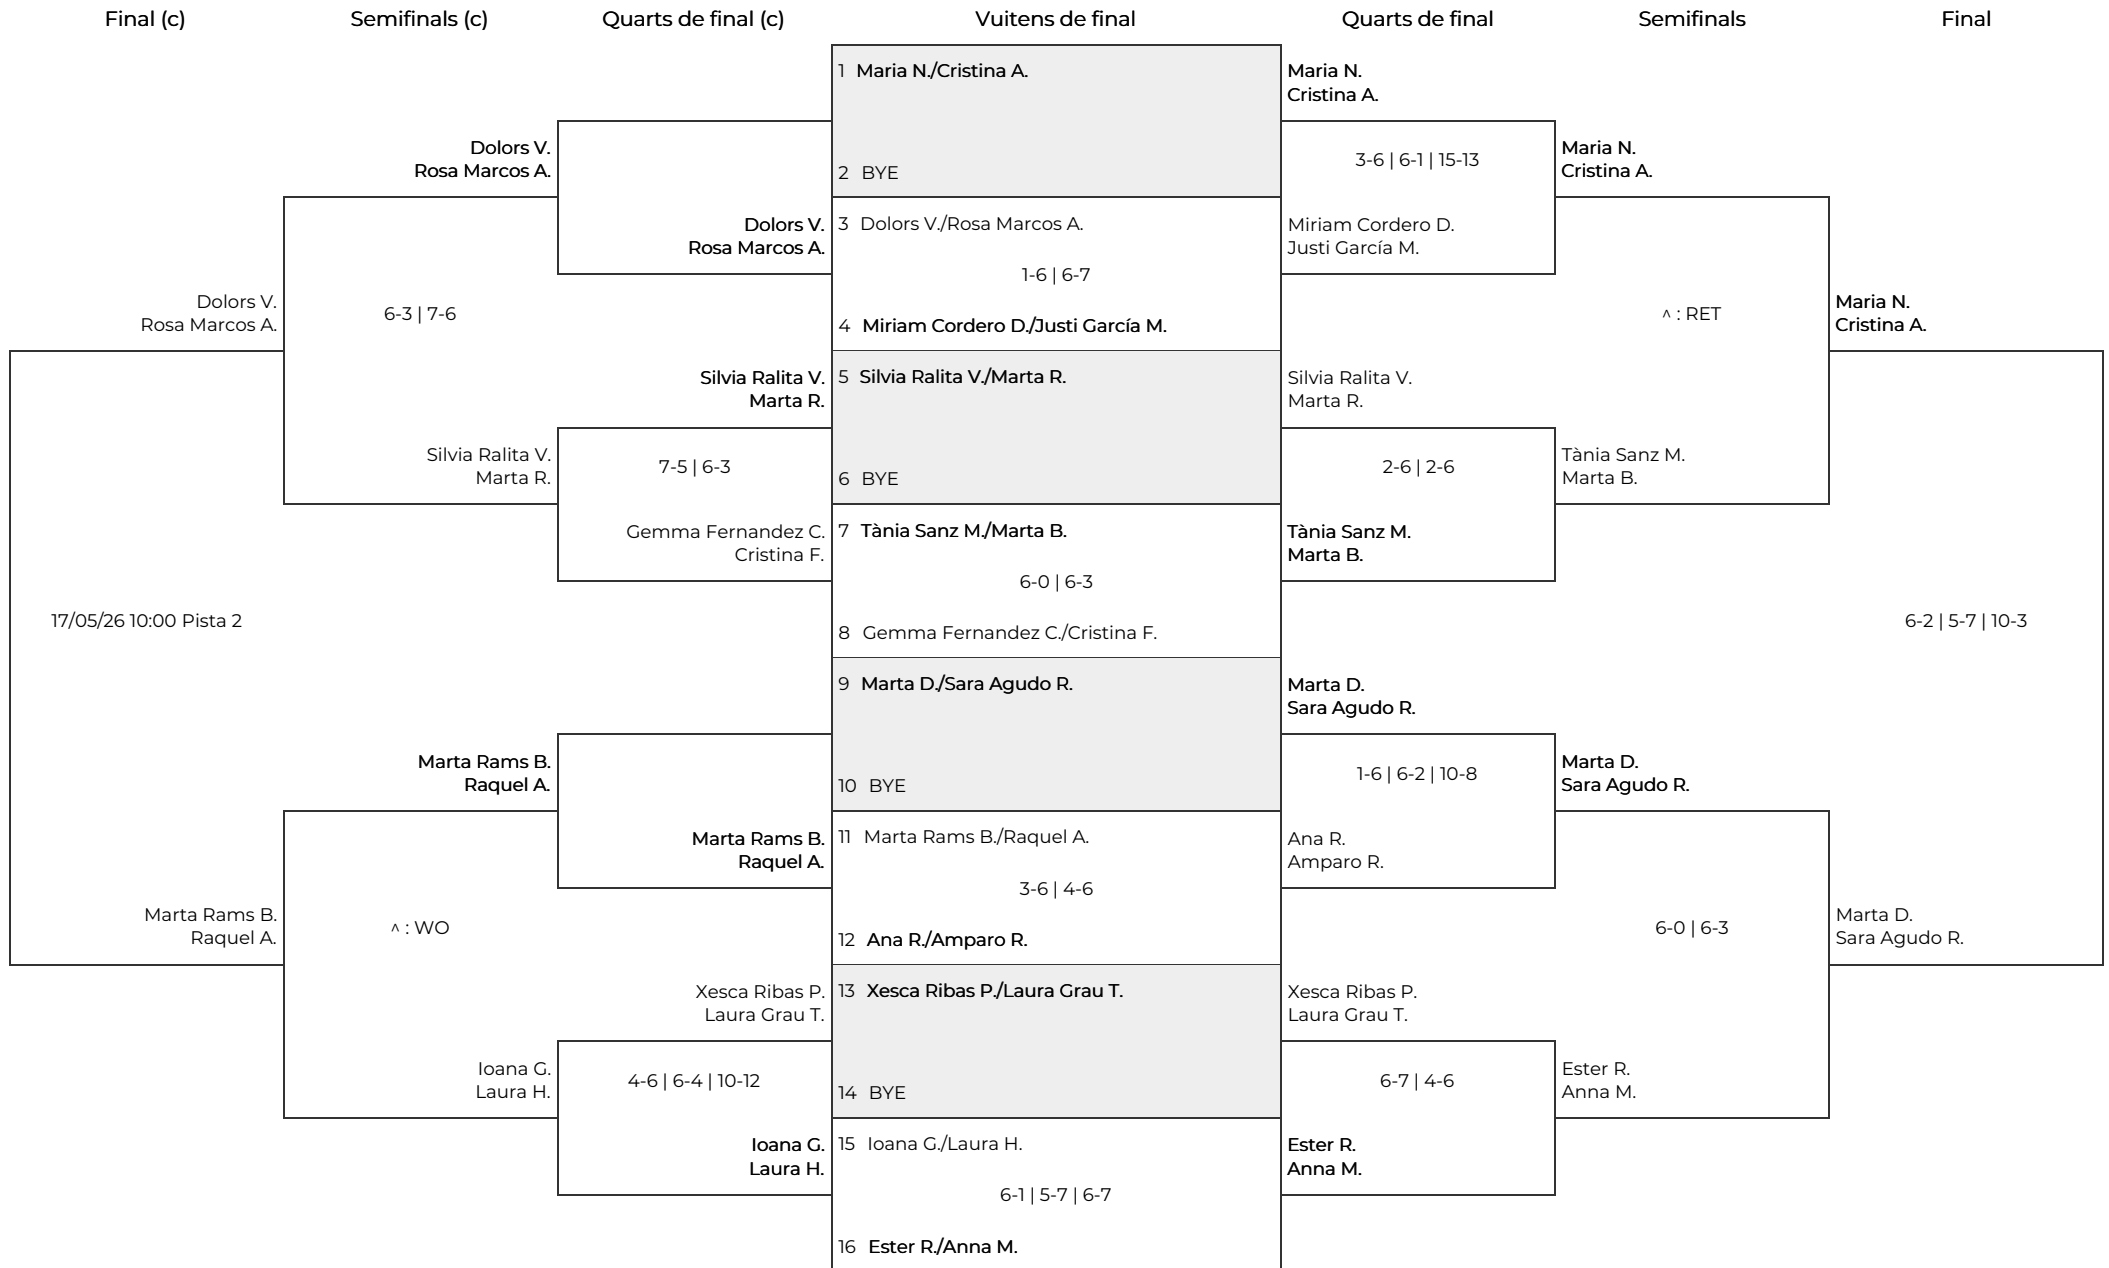 Final (c)
Semifinals (c)
Quarts de final (c)
Vuitens de final
Quarts de final
Semifinals
Final
Dolors V.
Rosa Marcos A.
17/05/26 10:00 Pista 2
Marta Rams B.
Raquel A.
Dolors V.
Rosa Marcos A.
6-3 | 7-6
Silvia Ralita V.
Marta R.
Marta Rams B.
Raquel A.
^ : WO
Ioana G.
Laura H.
Dolors V.
Rosa Marcos A.
Silvia Ralita V.
Marta R.
7-5 | 6-3
Gemma Fernandez C.
Cristina F.
Marta Rams B.
Raquel A.
Xesca Ribas P.
Laura Grau T.
4-6 | 6-4 | 10-12
Ioana G.
Laura H.
1 Maria N./Cristina A.
2 BYE
3 Dolors V./Rosa Marcos A.
1-6 | 6-7
4 Miriam Cordero D./Justi García M.
5 Silvia Ralita V./Marta R.
6 BYE
7 Tània Sanz M./Marta B.
6-0 | 6-3
8 Gemma Fernandez C./Cristina F.
9 Marta D./Sara Agudo R.
10 BYE
11 Marta Rams B./Raquel A.
3-6 | 4-6
12 Ana R./Amparo R.
13 Xesca Ribas P./Laura Grau T.
14 BYE
15 Ioana G./Laura H.
6-1 | 5-7 | 6-7
16 Ester R./Anna M.
Maria N.
Cristina A.
3-6 | 6-1 | 15-13
Miriam Cordero D.
Justi García M.
Silvia Ralita V.
Marta R.
2-6 | 2-6
Tània Sanz M.
Marta B.
Marta D.
Sara Agudo R.
1-6 | 6-2 | 10-8
Ana R.
Amparo R.
Xesca Ribas P.
Laura Grau T.
6-7 | 4-6
Ester R.
Anna M.
Maria N.
Cristina A.
^ : RET
Tània Sanz M.
Marta B.
Marta D.
Sara Agudo R.
6-0 | 6-3
Ester R.
Anna M.
Maria N.
Cristina A.
6-2 | 5-7 | 10-3
Marta D.
Sara Agudo R.